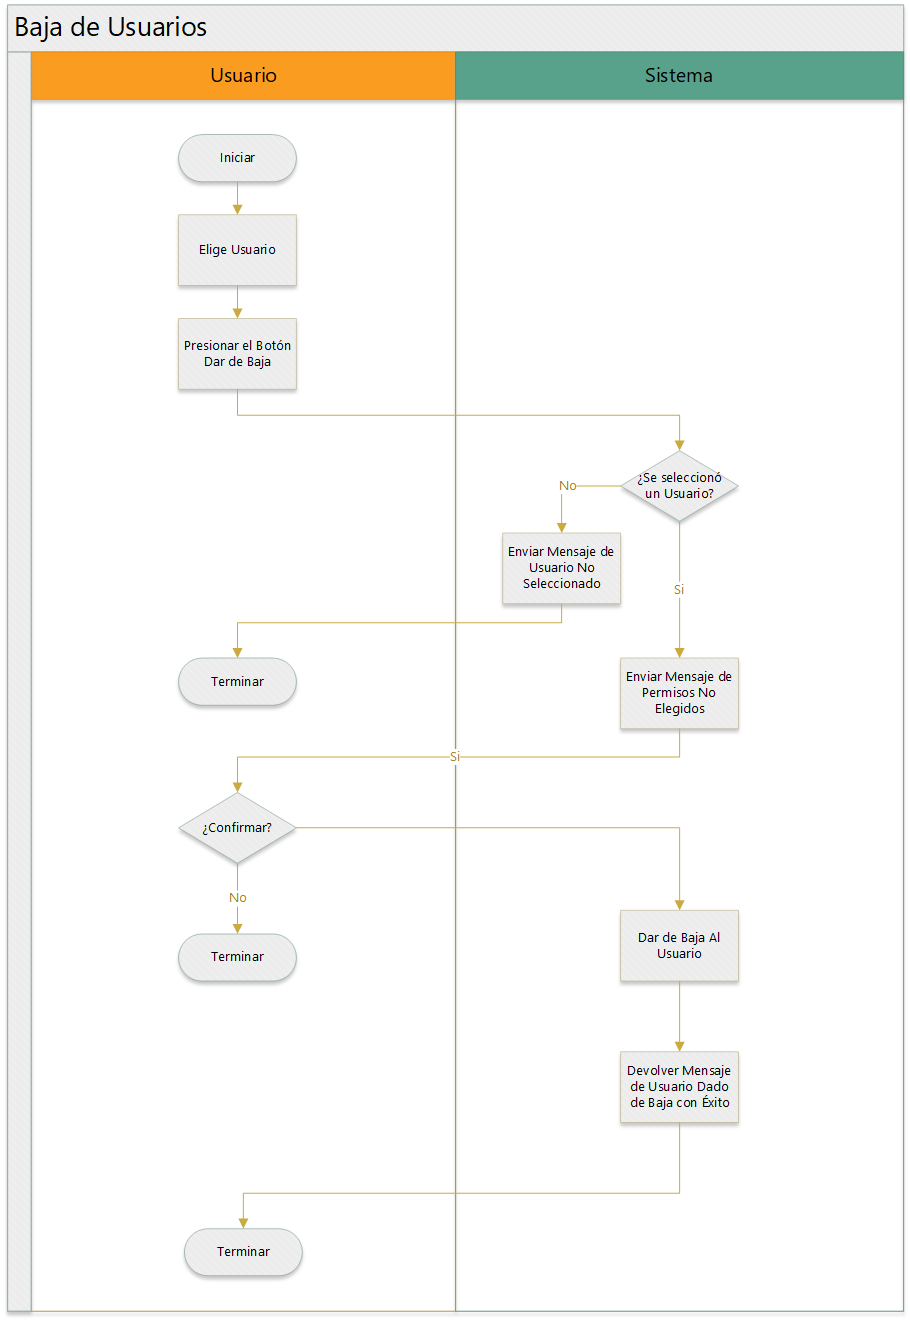 Baja de Usuarios
Usuario
Sistema
Iniciar
Elige Usuario
Presionar el Botón
Dar de Baja
¿Se seleccionó
un Usuario?
No
Enviar Mensaje de
Usuario No
Seleccionado
Si
Terminar
Enviar Mensaje de
Permisos No
Elegidos
Si
¿Confirmar?
No
Terminar
Dar de Baja Al
Usuario
Devolver Mensaje
de Usuario Dado
de Baja con Éxito
Terminar